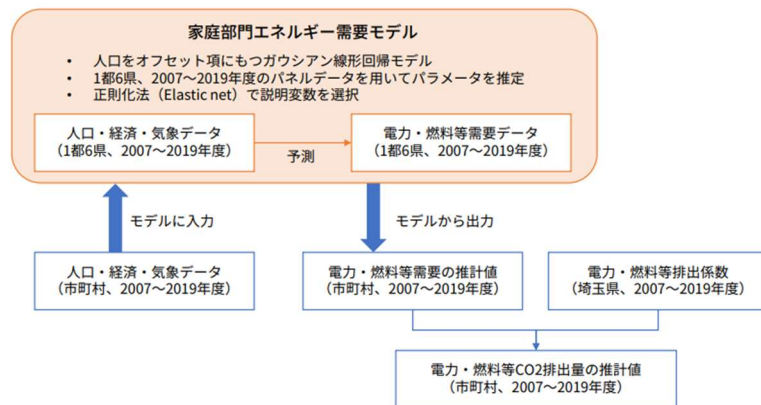 家庭部門エネルギー需要モデル
• 人口をオフセット項にもつガウシアン線形回帰モデル
• 1都6県、2007～2019年度のパネルデータを用いてパラメータを推定
• 正則化法（Elastic net）で説明変数を選択
人口・経済・気象データ
（1都6県、2007～2019年度）
予測
電力・燃料等需要データ
（1都6県、2007～2019年度）
モデルに入力
モデルから出力
人口・経済・気象データ
（市町村、2007～2019年度）
電力・燃料等需要の推計値
（市町村、2007～2019年度）
電力・燃料等排出係数
（埼玉県、2007～2019年度）
電力・燃料等CO2排出量の推計値
（市町村、2007～2019年度）